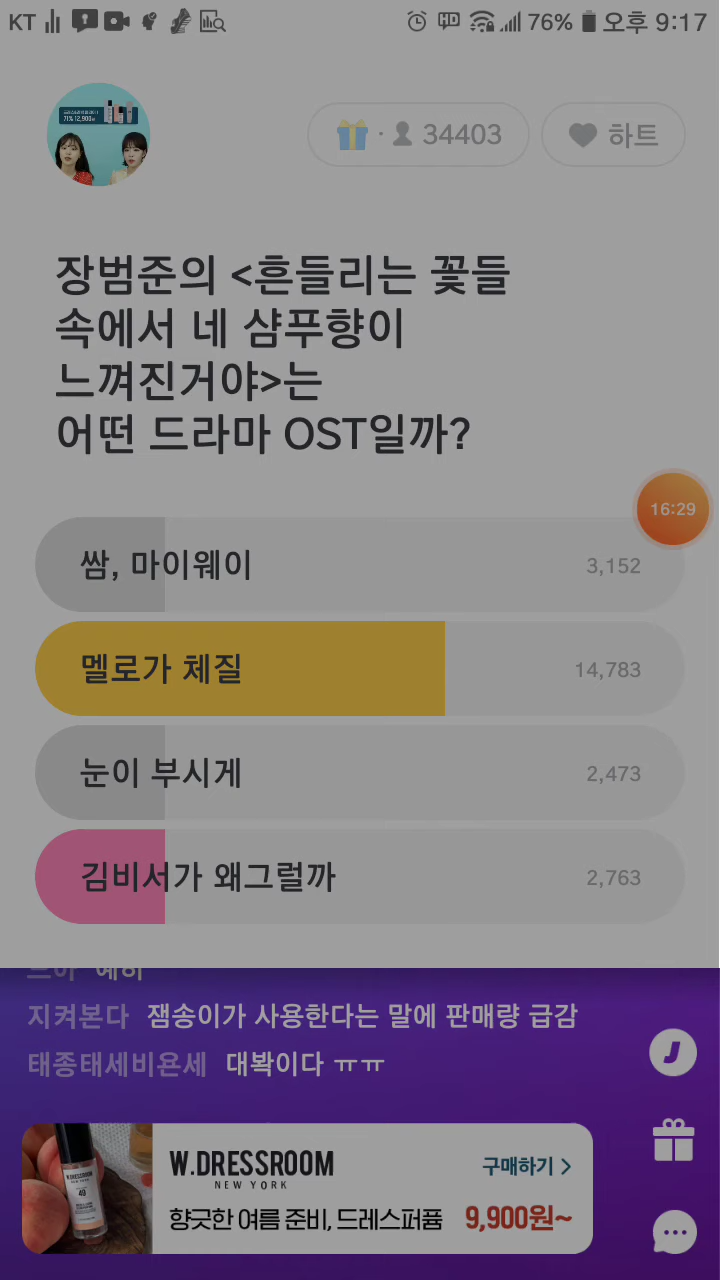 KT 76% 오후 9:17
34403 하트
장범준의 <흔들리는 꽃들
속에서 네 샴푸향이
느껴진거야>는
어떤 드라마 OST일까?
16:29
쌈, 마이웨이 3,152
멜로가 체질 14,783
눈이 부시게 2,473
김비서가 왜그럴까 2,763
지켜본다 잼송이가 사용한다는 말에 판매량 급감
태종태세비욘세 대봑이다 ㅠㅠ
W.DRESSROOM
NEW YORK
구매하기 >
향긋한 여름 준비, 드레스퍼퓸 9,900원~